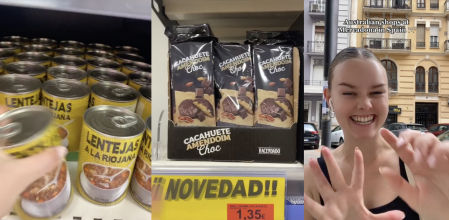 LENTEJAS
LENTEJAS
LENTEJAS
A LA RIOJANA
CACAHUETE
AMENDOIM
Choc
CACAHUETE
AMENDOIM
Choc
CACAHUETE
AMENDOIM
Choc
CACAHUETE
AMENDOIM
Choc
HACENDADO
¡¡NOVEDAD!!
1,35€
Australian shops at
Mercadona in Spain